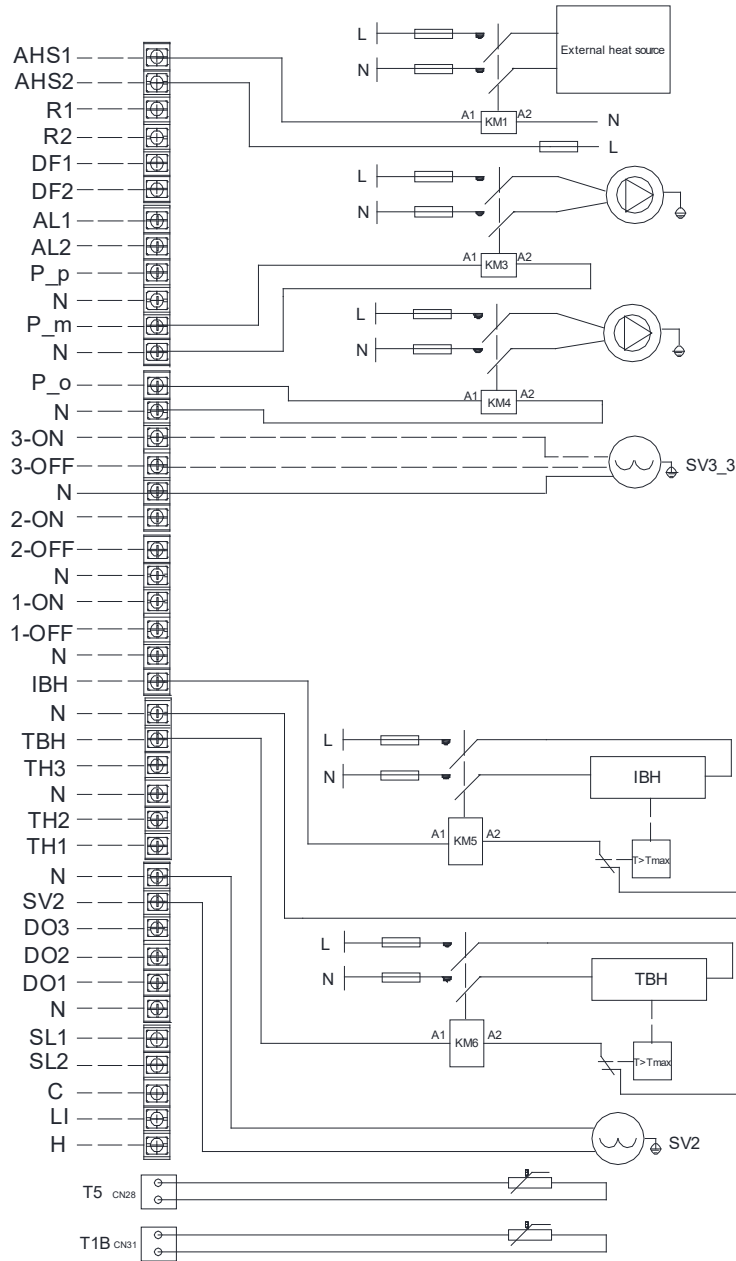 AHS1
AHS2
R1
R2
DF1
DF2
AL1
AL2
P_p
N
P_m
N
P_o
N
3-ON
3-OFF
N
2-ON
2-OFF
N
1-ON
1-OFF
N
IBH
N
TBH
TH3
N
TH2
TH1
N
SV2
DO3
DO2
DO1
N
SL1
SL2
C
LI
H
T5 CN28
T1B CN31
L
N
External heat source
A1 KM1 A2 N
L
L
N
A1 KM3 A2
L
N
A1 KM4 A2
SV3_3
L
N
IBH
A1 KM5 A2
T>Tmax
L
N
TBH
A1 KM6 A2
T>Tmax
SV2